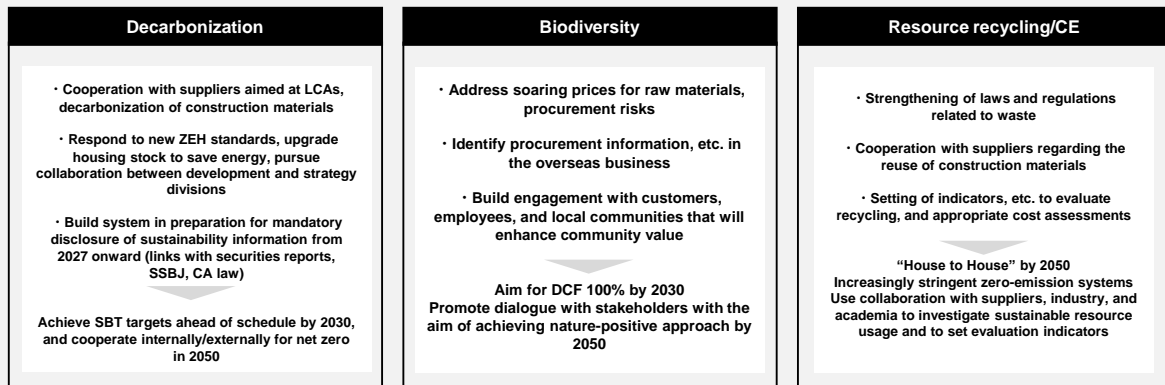 Decarbonization
・Cooperation with suppliers aimed at LCAs,
decarbonization of construction materials
・Respond to new ZEH standards, upgrade
housing stock to save energy, pursue
collaboration between development and strategy
divisions
・Build system in preparation for mandatory
disclosure of sustainability information from
2027 onward (links with securities reports,
SSBJ, CA law)
Achieve SBT targets ahead of schedule by 2030,
and cooperate internally/externally for net zero
in 2050
Biodiversity
・Address soaring prices for raw materials,
procurement risks
・Identify procurement information, etc. in
the overseas business
・Build engagement with customers,
employees, and local communities that will
enhance community value
Aim for DCF 100% by 2030
Promote dialogue with stakeholders with the
aim of achieving nature-positive approach by
2050
Resource recycling/CE
・Strengthening of laws and regulations
related to waste
・Cooperation with suppliers regarding the
reuse of construction materials
・Setting of indicators, etc. to evaluate
recycling, and appropriate cost assessments
“House to House” by 2050
Increasingly stringent zero-emission systems
Use collaboration with suppliers, industry, and
academia to investigate sustainable resource
usage and to set evaluation indicators